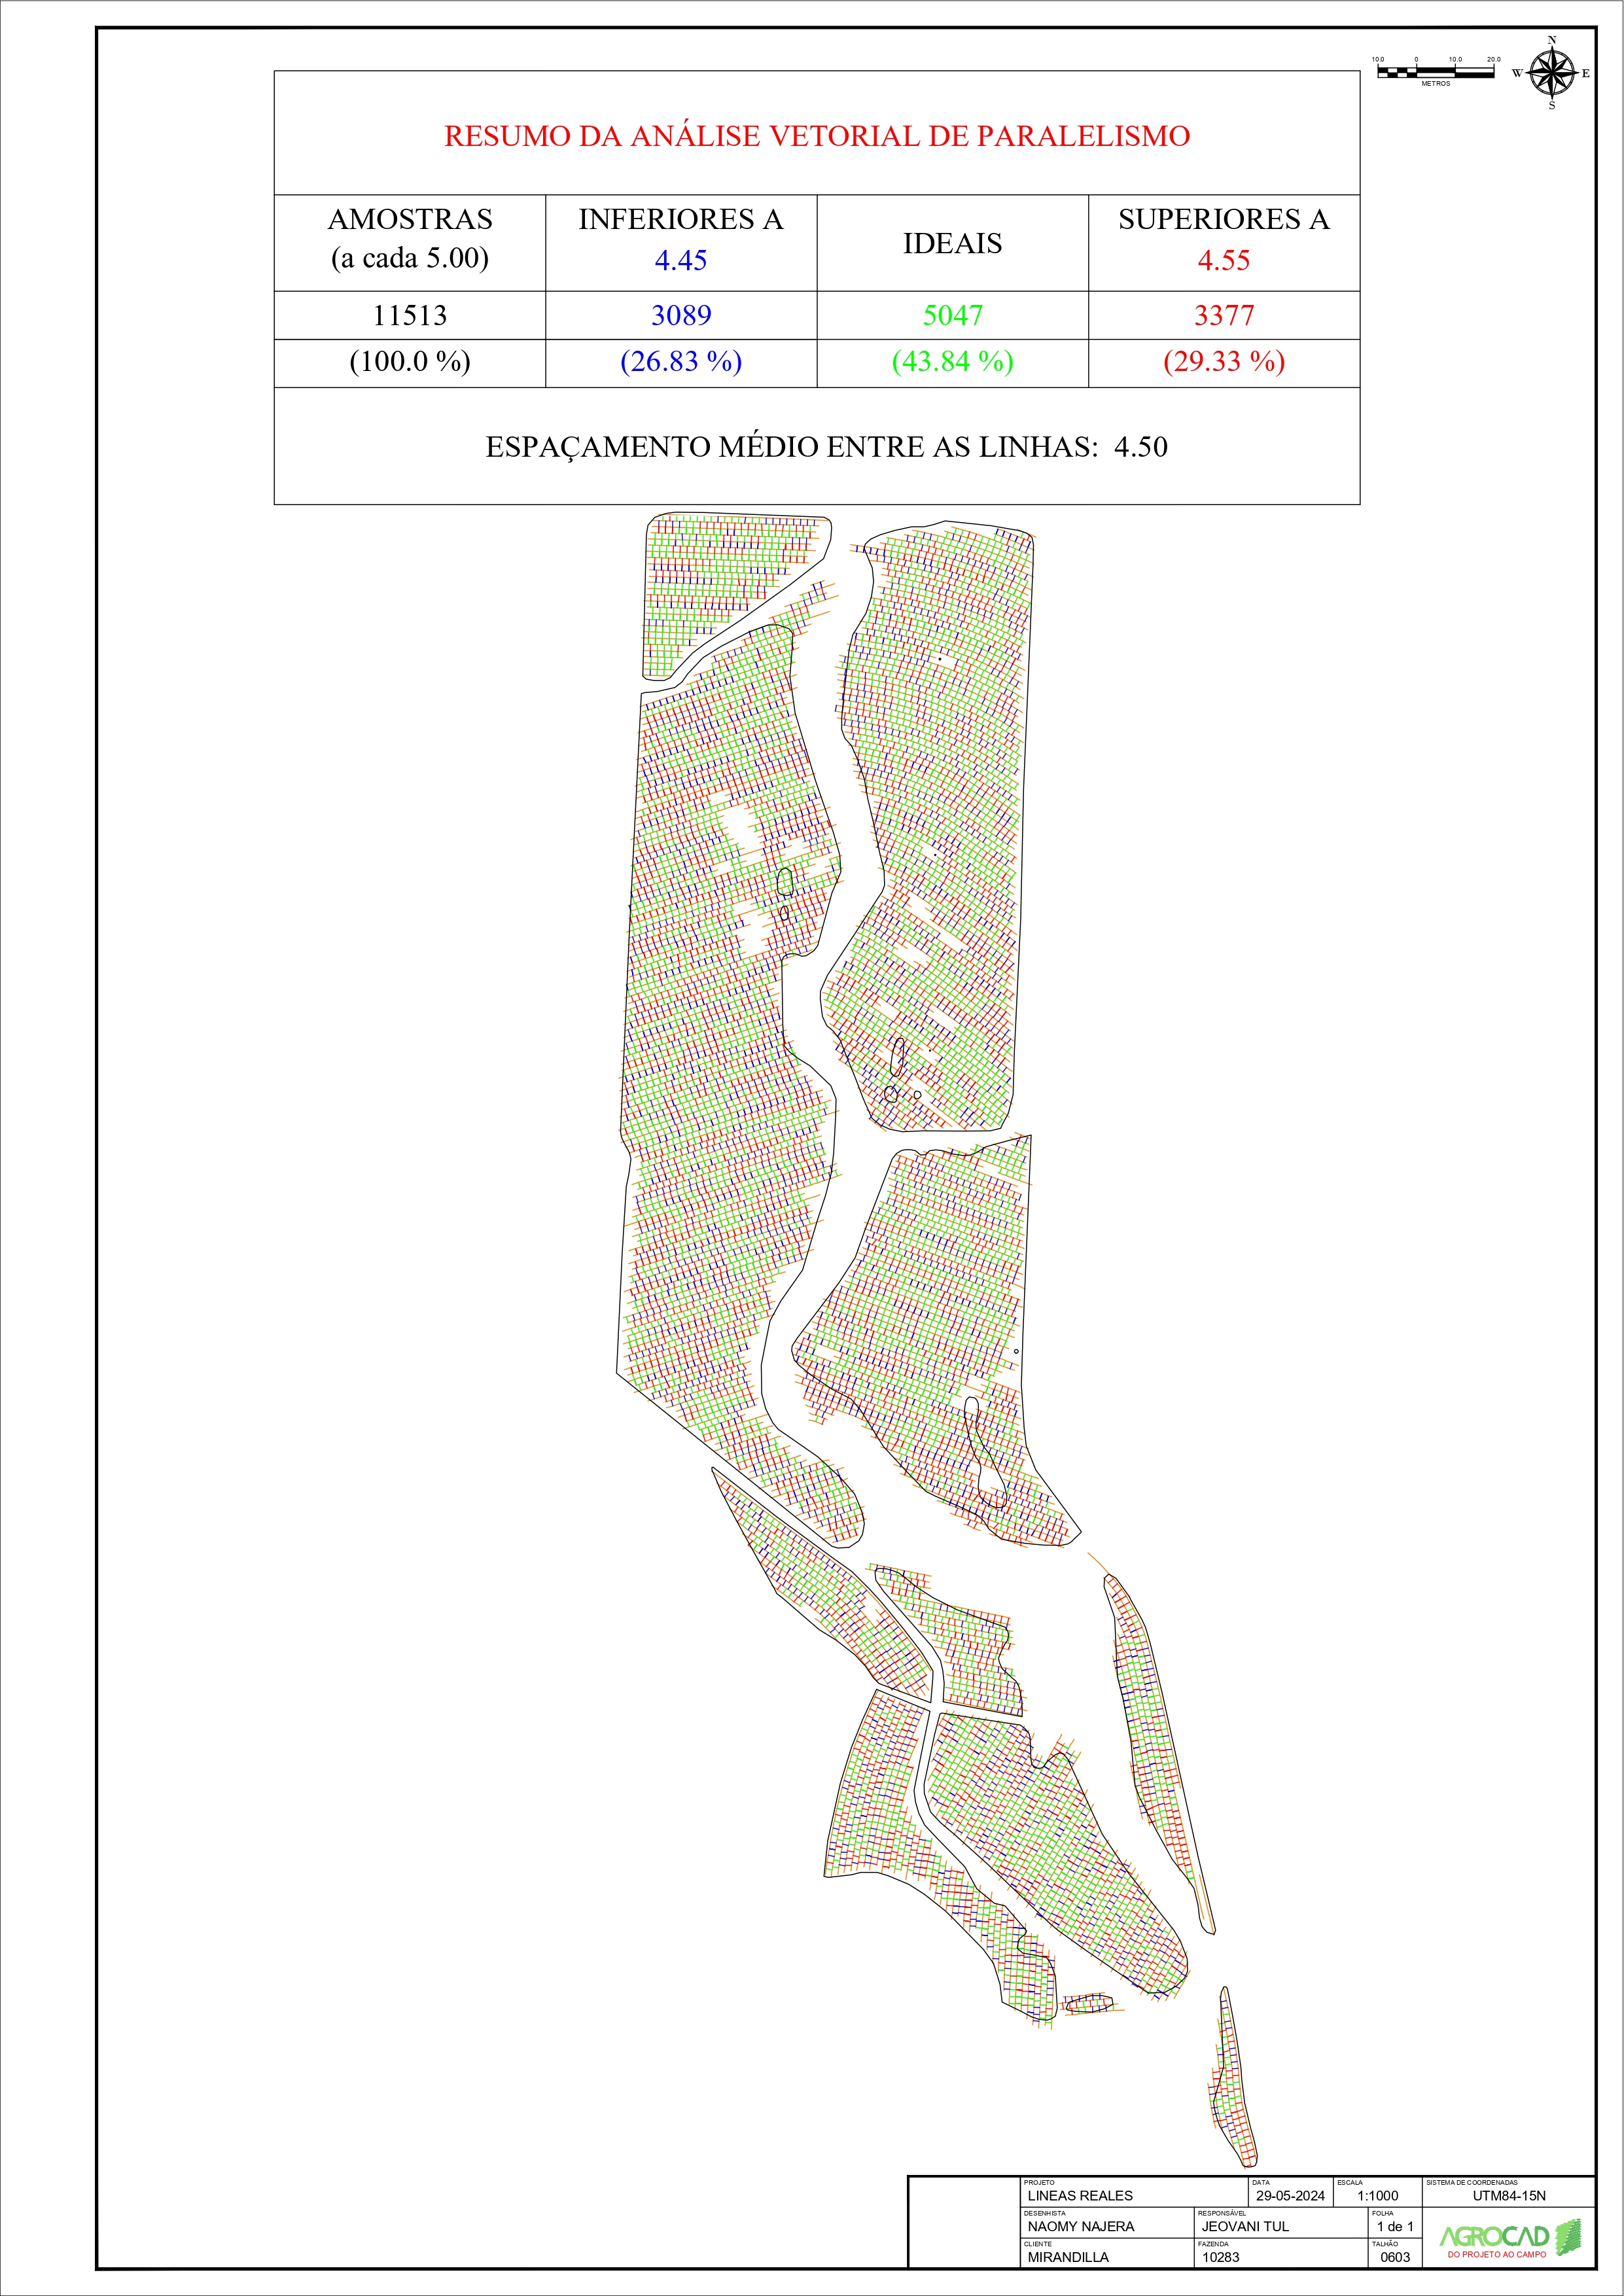 N
10.0 0 10.0 20.0
W E
METROS
S
RESUMO DA ANÁLISE VETORIAL DE PARALELISMO
AMOSTRAS
(a cada 5.00)
INFERIORES A
4.45
IDEAIS
SUPERIORES A
4.55
11513 3089 5047 3377
(100.0 %) (26.83 %) (43.84 %) (29.33 %)
ESPAÇAMENTO MÉDIO ENTRE AS LINHAS: 4.50
PROJETO DATA ESCALA SISTEMA DE COORDENADAS
LINEAS REALES 29-05-2024 1:1000 UTM84-15N
DESENHISTA RESPONSÁVEL FOLHA
NAOMY NAJERA JEOVANI TUL 1 de 1
CLIENTE FAZENDA TALHÃO
MIRANDILLA 10283 0603
AGROCAD
DO PROJETO AO CAMPO